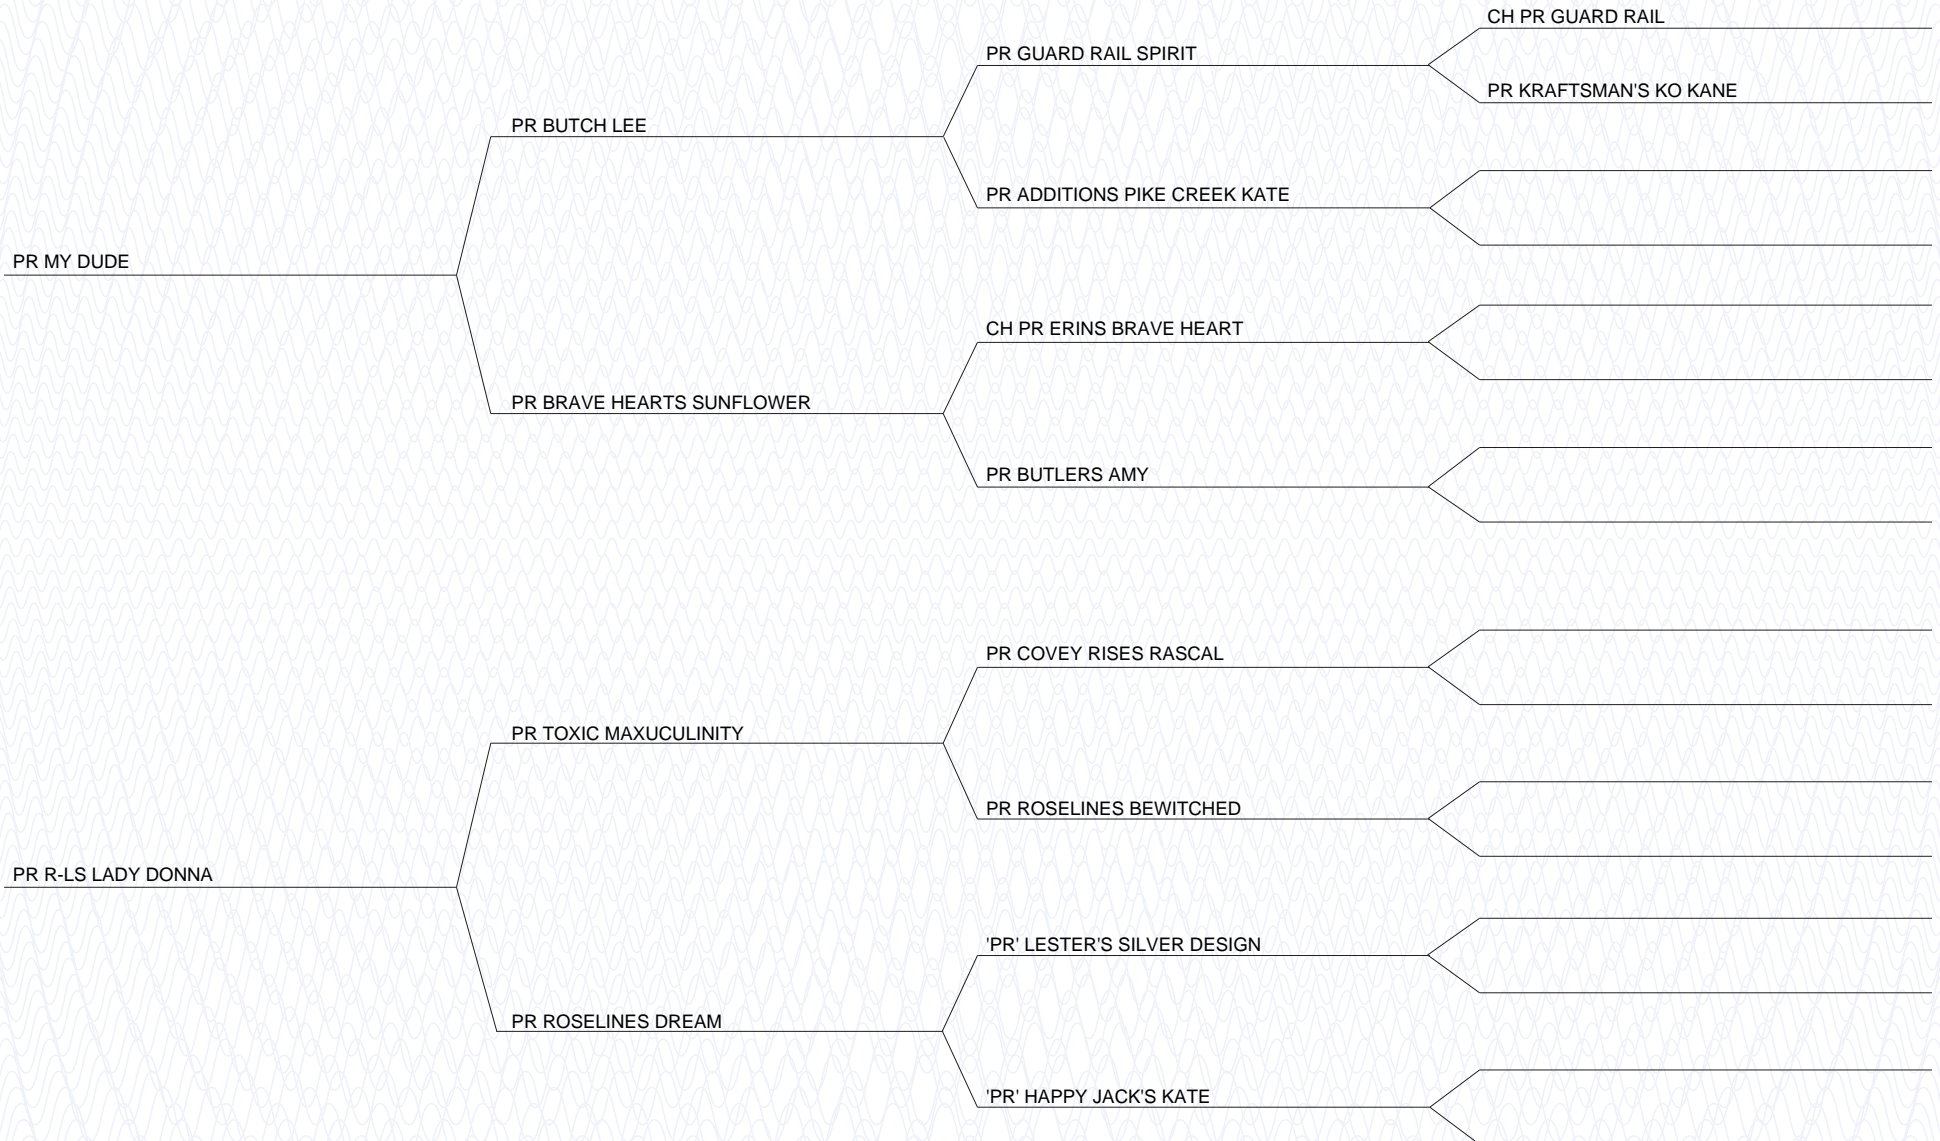 CH PR GUARD RAIL
PR GUARD RAIL SPIRIT
PR KRAFTSMAN'S KO KANE
PR BUTCH LEE
PR ADDITIONS PIKE CREEK KATE
PR MY DUDE
CH PR ERINS BRAVE HEART
PR BRAVE HEARTS SUNFLOWER
PR BUTLERS AMY
PR COVEY RISES RASCAL
PR TOXIC MAXUCULINITY
PR ROSELINES BEWITCHED
PR R-LS LADY DONNA
'PR' LESTER'S SILVER DESIGN
PR ROSELINES DREAM
'PR' HAPPY JACK'S KATE